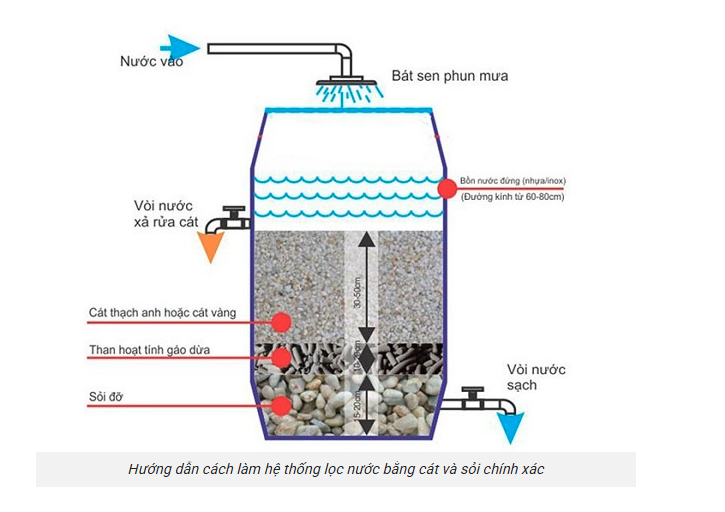 Nước vào
Bát sen phun mưa
Bồn nước đứng (nhựa/inox)
(Đường kính từ 60-80cm)
Vòi nước
xả rửa cát
30-50cm
Cát thạch anh hoặc cát vàng
Than hoạt tính gáo dừa
Vòi nước
sạch
Sỏi đỡ
Hướng dẫn cách làm hệ thống lọc nước bằng cát và sỏi chính xác